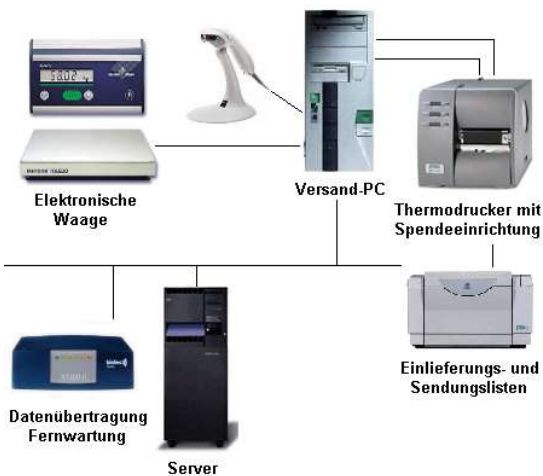 Elektronische
Waage
Versand-PC
Thermodrucker mit
Spendeeinrichtung
Datenübertragung
Fernwartung
Server
Einlieferungs- und
Sendungslisten